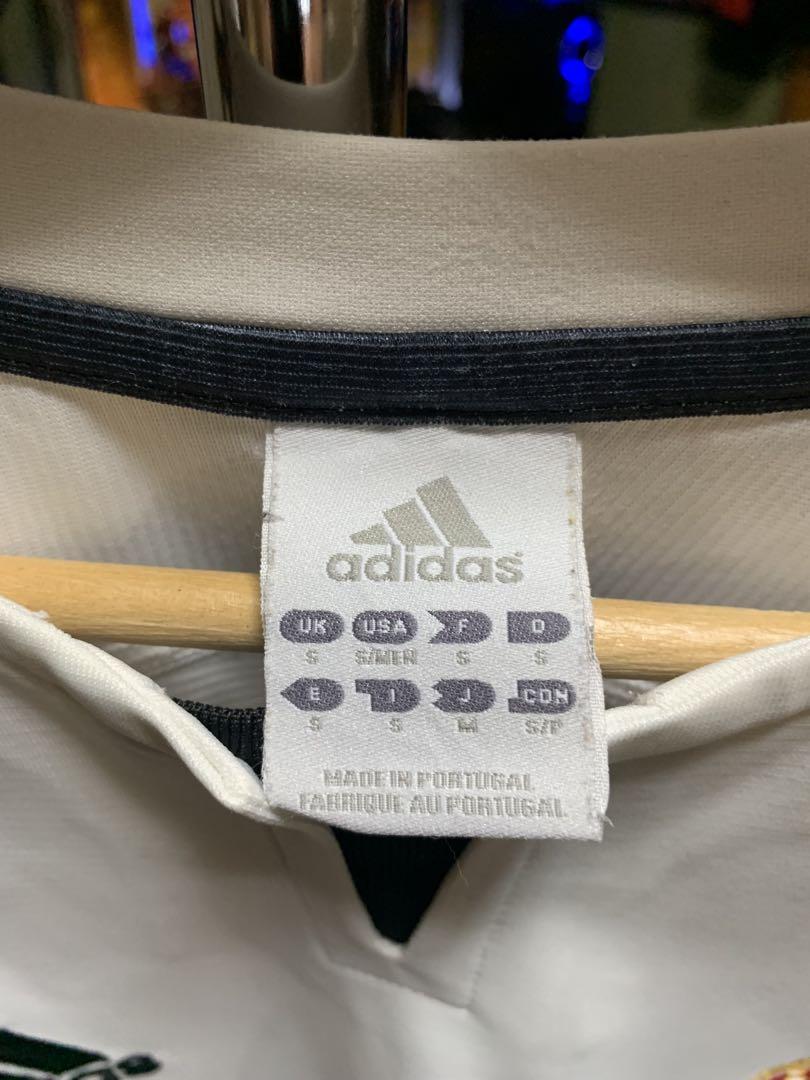 adidas
UK USA F D
S S/MEN S S
E I J CDN
S S M S/P
MADE IN PORTUGAL
FABRIQUE AU PORTUGAL